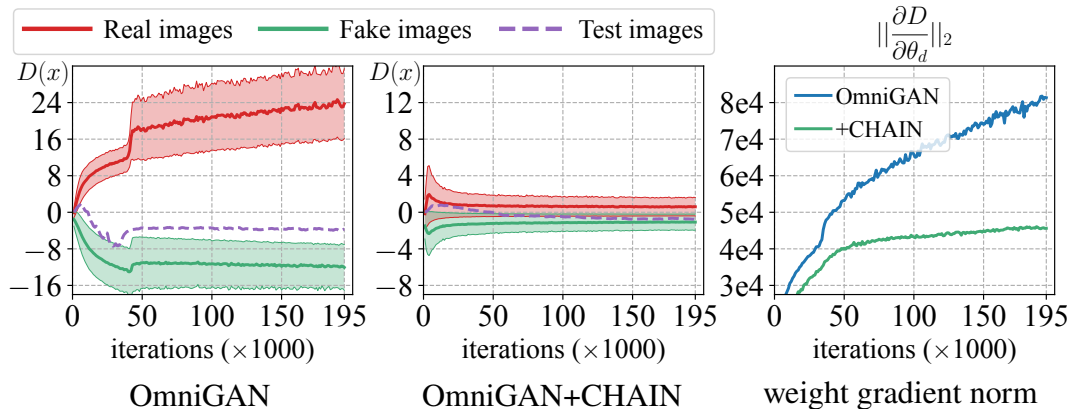 Real images Fake images Test images
||∂D/∂θ_d||₂
D(x)
24
16
8
0
−8
−16
0 50 100 150 195
iterations (×1000)
OmniGAN
D(x)
12
8
4
0
−4
−8
0 50 100 150 195
iterations (×1000)
OmniGAN+CHAIN
OmniGAN
+CHAIN
8e4
7e4
6e4
5e4
4e4
3e4
0 50 100 150 195
iterations (×1000)
weight gradient norm